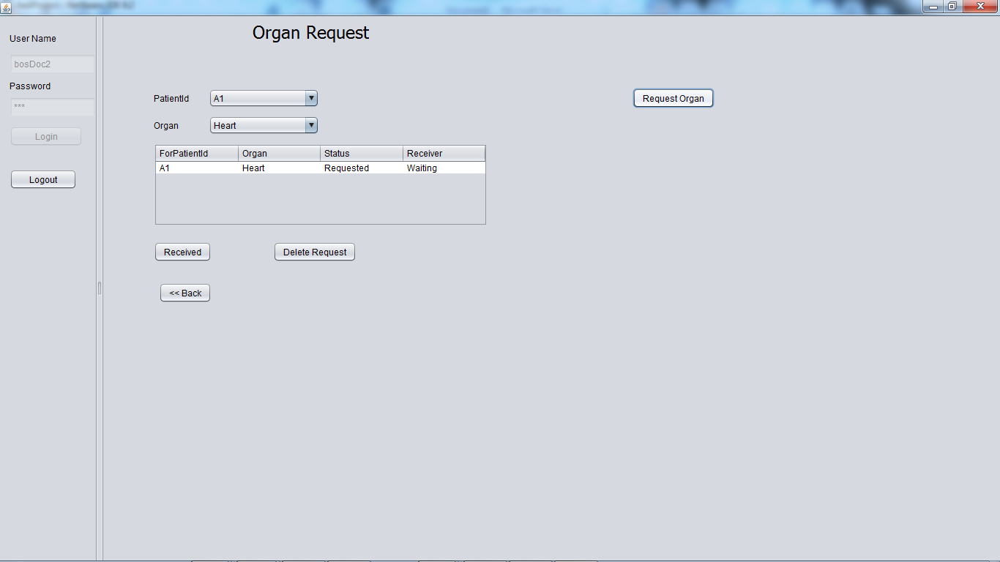 Organ Request
User Name
bosDoc2
Password
***
Login
Logout
PatientId A1 Request Organ
Organ Heart
ForPatientId Organ Status Receiver
A1 Heart Requested Waiting
Received Delete Request
<< Back